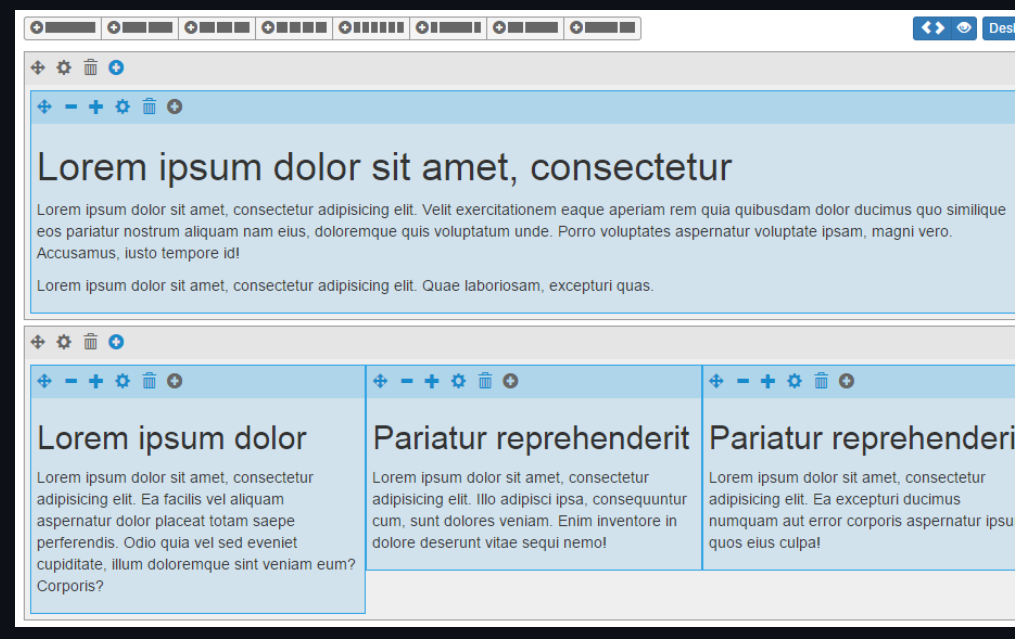 Desk
Lorem ipsum dolor sit amet, consectetur
Lorem ipsum dolor sit amet, consectetur adipisicing elit. Velit exercitationem eaque aperiam rem quia quibusdam dolor ducimus quo similique
eos pariatur nostrum aliquam nam eius, doloremque quis voluptatum unde. Porro voluptates aspernatur voluptate ipsam, magni vero.
Accusamus, iusto tempore id!
Lorem ipsum dolor sit amet, consectetur adipisicing elit. Quae laboriosam, excepturi quas.
Lorem ipsum dolor
Lorem ipsum dolor sit amet, consectetur
adipisicing elit. Ea facilis vel aliquam
aspernatur dolor placeat totam saepe
perferendis. Odio quia vel sed eveniet
cupiditate, illum doloremque sint veniam eum?
Corporis?
Pariatur reprehenderit
Lorem ipsum dolor sit amet, consectetur
adipisicing elit. Illo adipisci ipsa, consequuntur
cum, sunt dolores veniam. Enim inventore in
dolore deserunt vitae sequi nemo!
Pariatur reprehenderi
Lorem ipsum dolor sit amet, consectetur
adipisicing elit. Ea excepturi ducimus
numquam aut error corporis aspernatur ipsu
quos eius culpa!